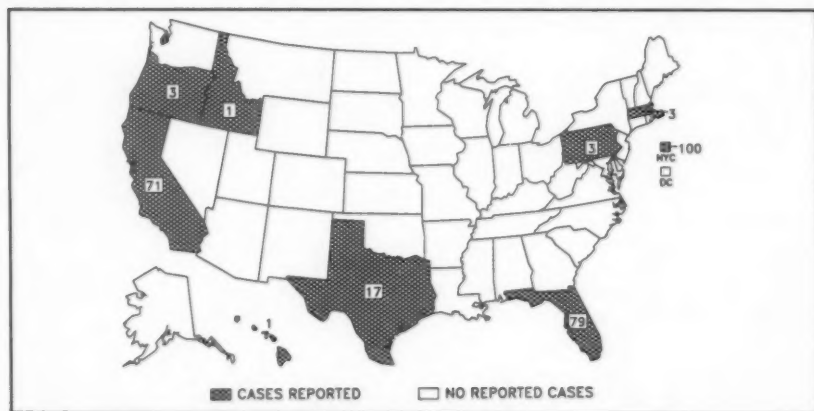 3
1
3
3
100
NYC
DC
71
17
1
79
CASES REPORTED
NO REPORTED CASES